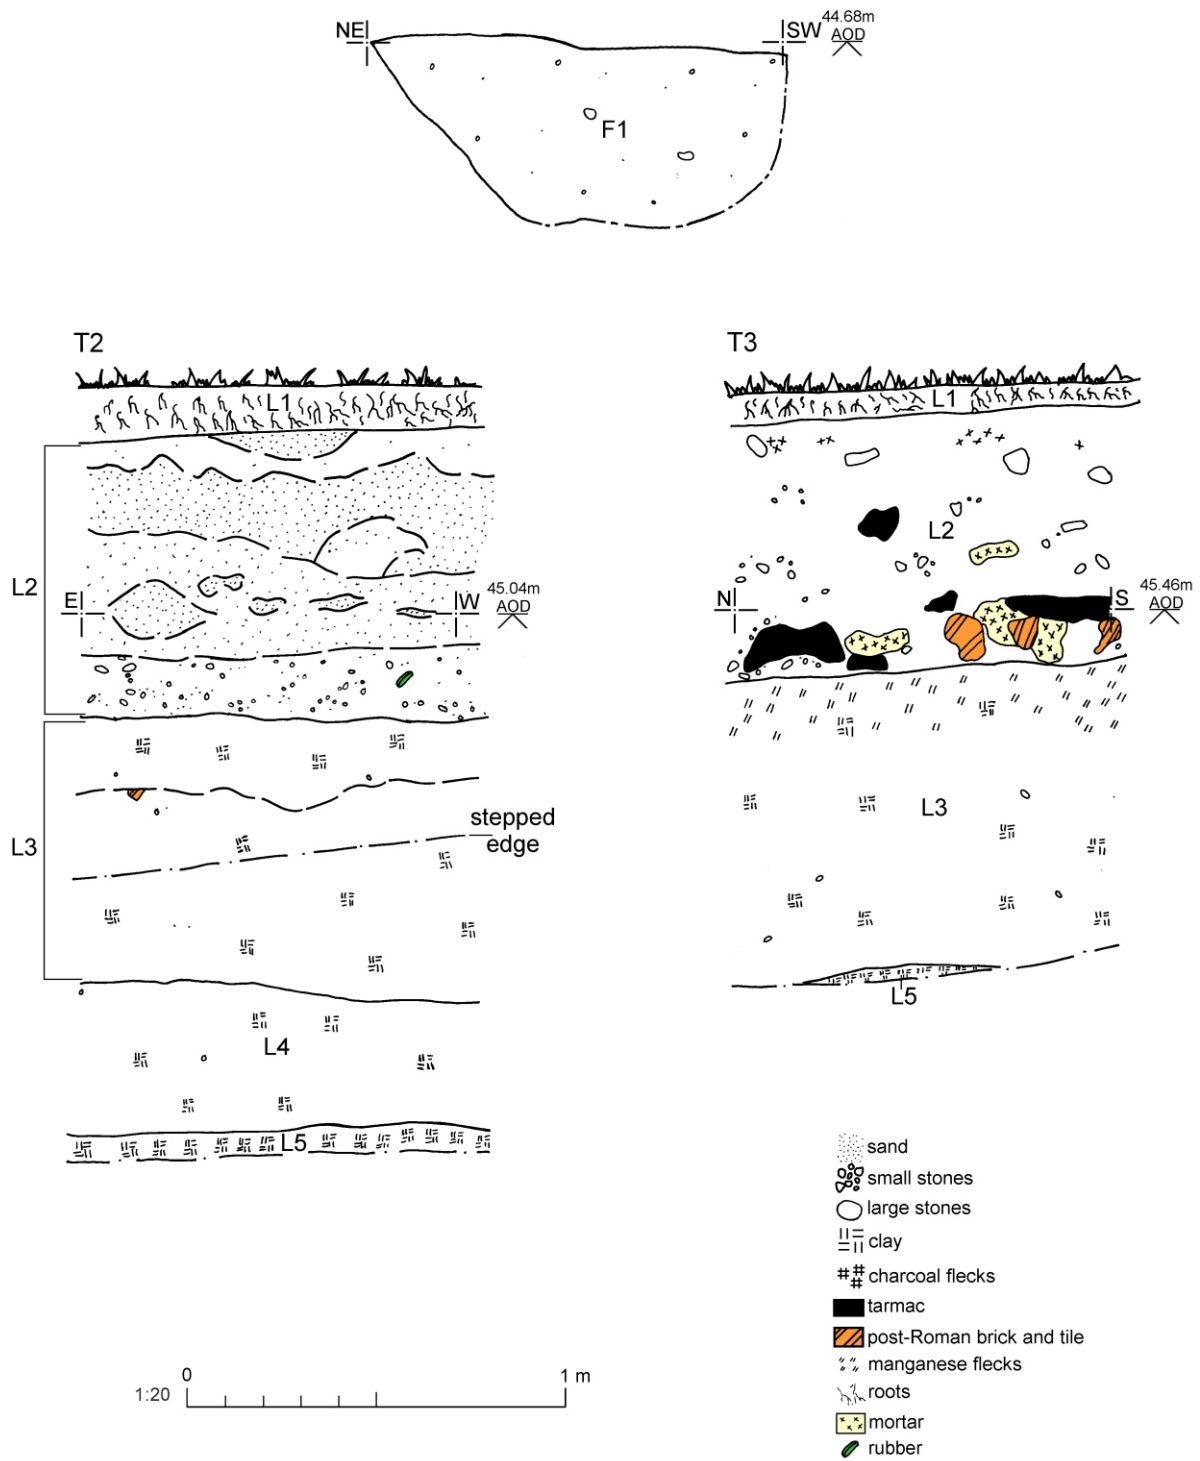 NE
SW
44.68m
AOD
F1
T2
L1
L2
E
W
45.04m
AOD
L3
stepped
edge
L4
L5
T3
L1
L2
N
S
45.46m
AOD
L3
L5
sand
small stones
large stones
clay
charcoal flecks
tarmac
post-Roman brick and tile
manganese flecks
roots
mortar
rubber
0
1 m
1:20